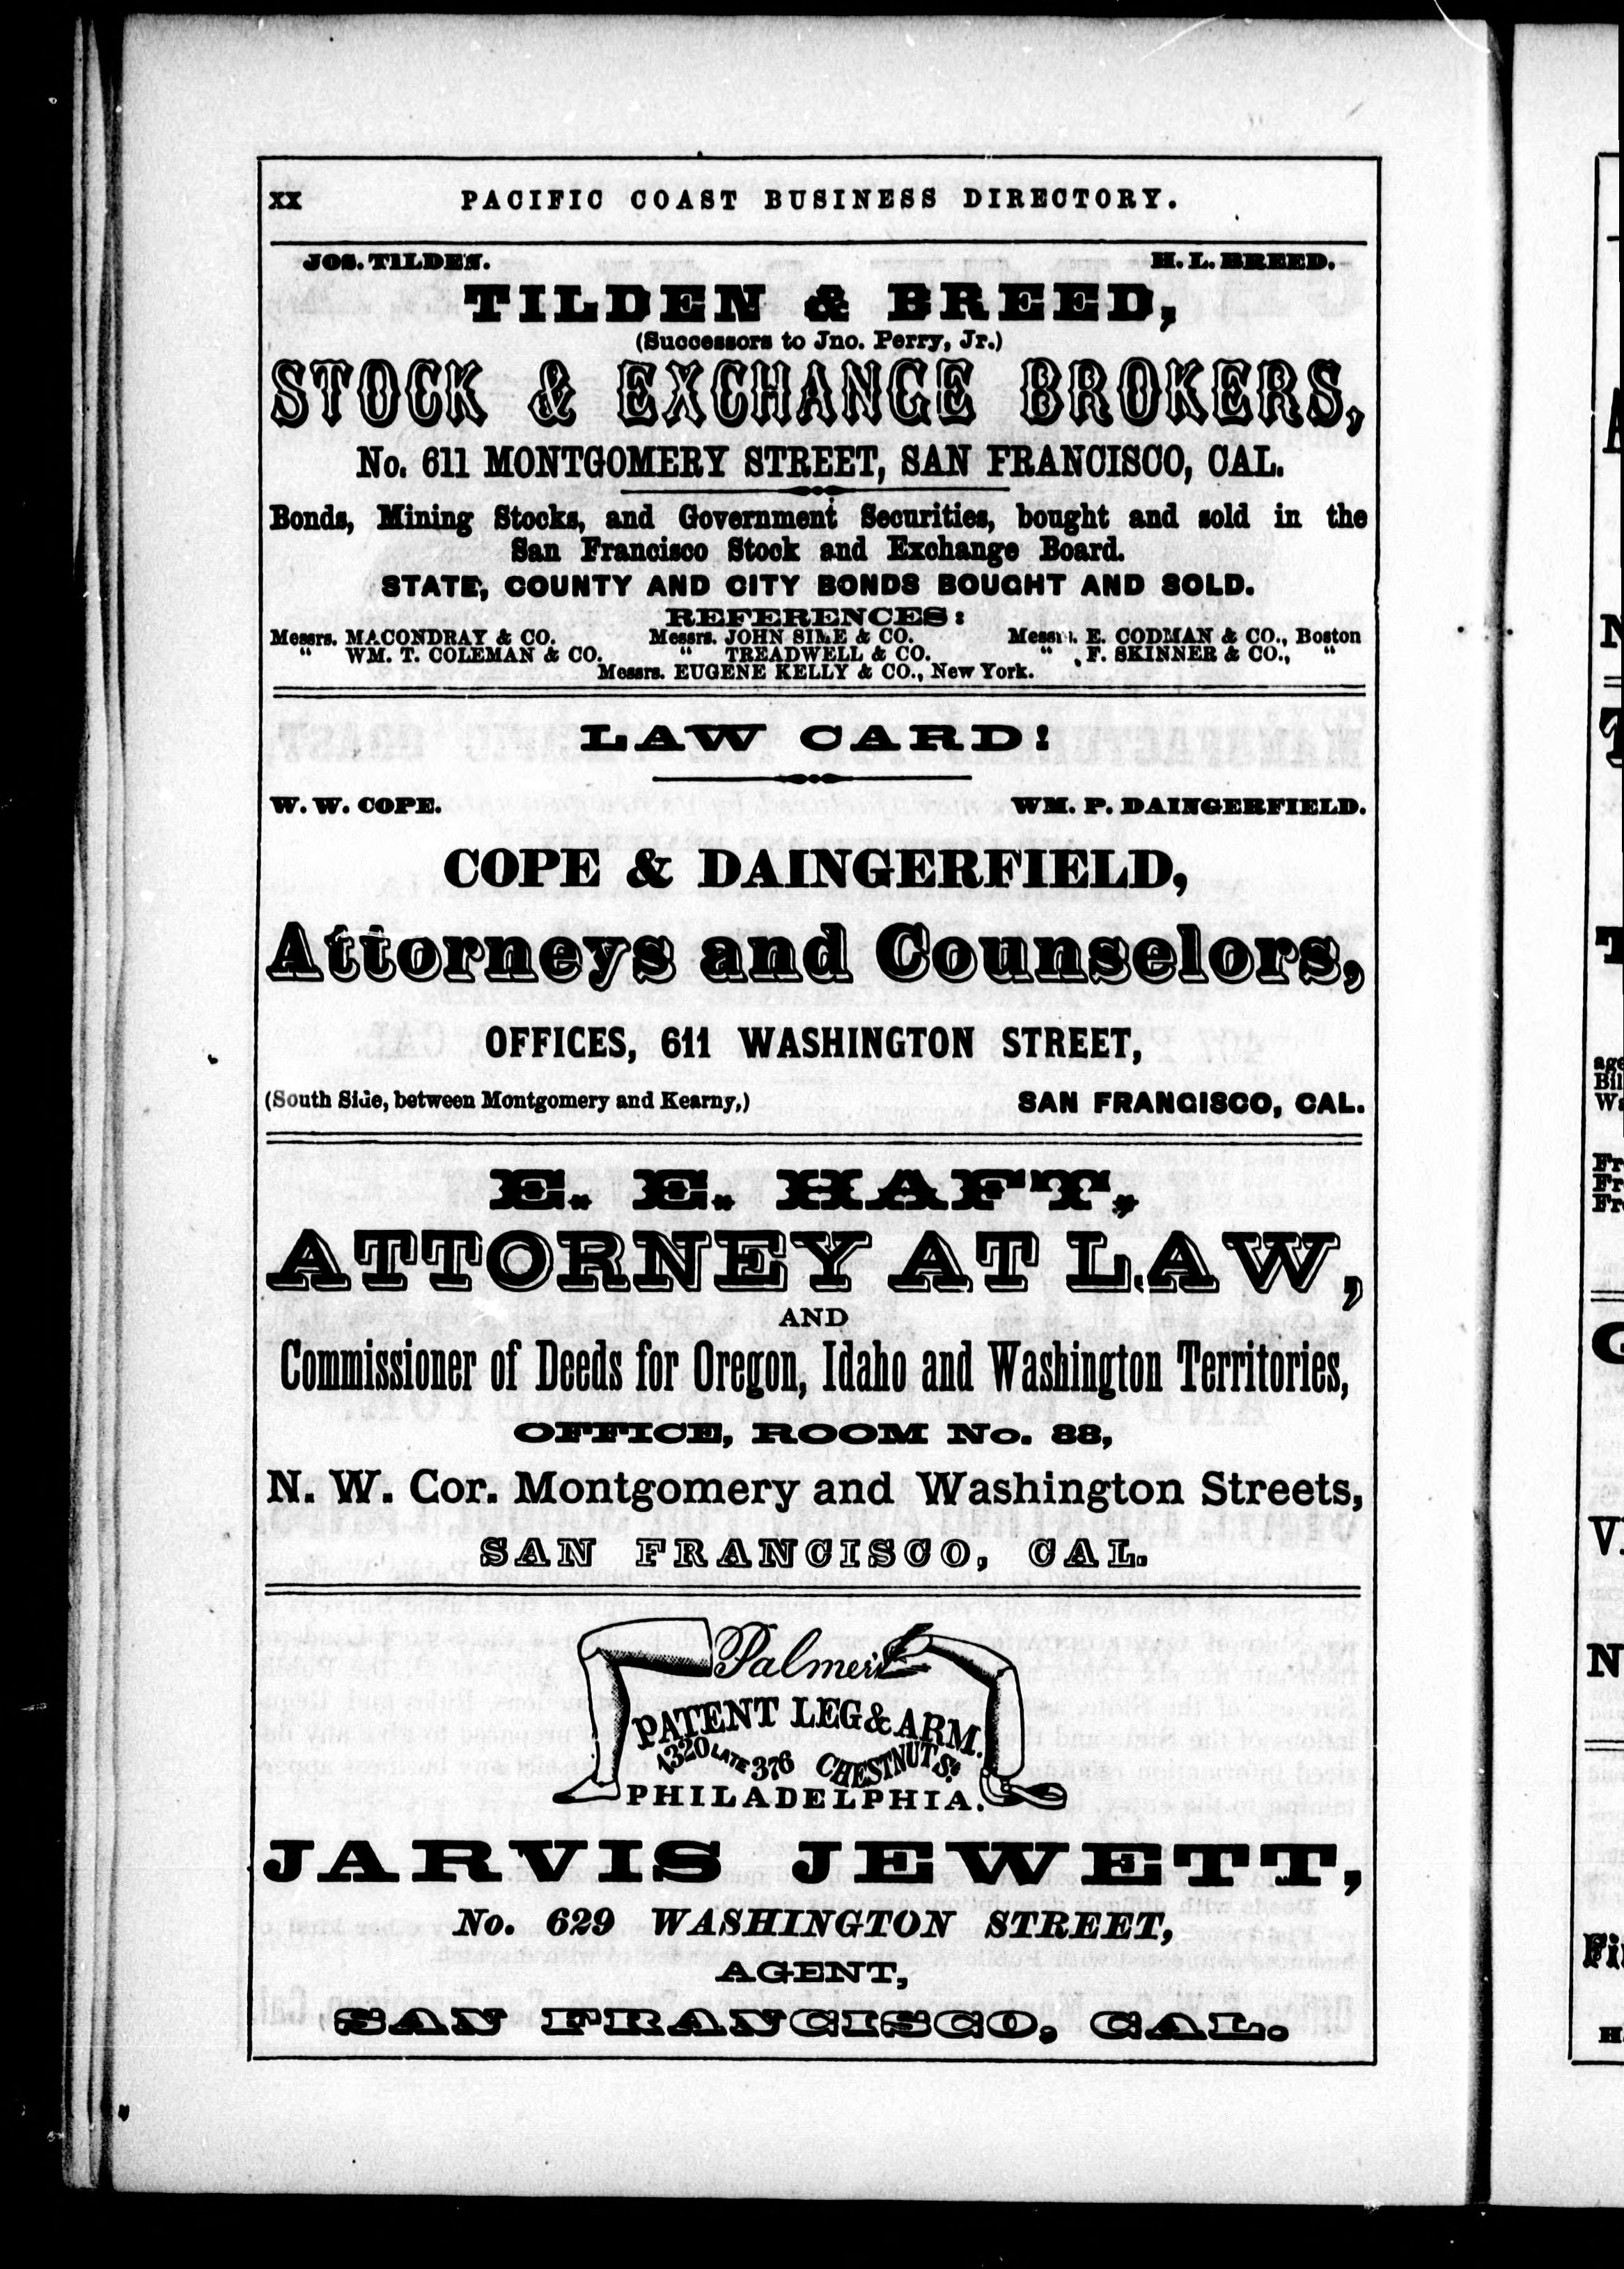 xx PACIFIC COAST BUSINESS DIRECTORY.
JOS. TILDEN. H. L. BREED.
TILDEN & BREED,
(Successors to Jno. Perry, Jr.)
STOCK & EXCHANGE BROKERS,
No. 611 MONTGOMERY STREET, SAN FRANCISCO, CAL.
Bonds, Mining Stocks, and Government Securities, bought and sold in the
San Francisco Stock and Exchange Board.
STATE, COUNTY AND CITY BONDS BOUGHT AND SOLD.
REFERENCES:
Messrs. MACONDRAY & CO. Messrs. JOHN SIME & CO. Messrs. E. CODMAN & CO., Boston
" WM. T. COLEMAN & CO. " TREADWELL & CO. " F. SKINNER & CO., "
Messrs. EUGENE KELLY & CO., New York.
LAW CARD!
W. W. COPE. WM. P. DAINGERFIELD.
COPE & DAINGERFIELD,
Attorneys and Counselors,
OFFICES, 611 WASHINGTON STREET,
(South Side, between Montgomery and Kearny,) SAN FRANCISCO, CAL.
E. E. HAFT,
ATTORNEY AT LAW,
AND
Commissioner of Deeds for Oregon, Idaho and Washington Territories,
OFFICE, ROOM No. 88,
N. W. Cor. Montgomery and Washington Streets,
SAN FRANCISCO, CAL.
Palmer's
PATENT LEG & ARM.
1320 LATE 376 CHESTNUT St.
PHILADELPHIA.
JARVIS JEWETT,
No. 629 WASHINGTON STREET,
AGENT,
SAN FRANCISCO, CAL.